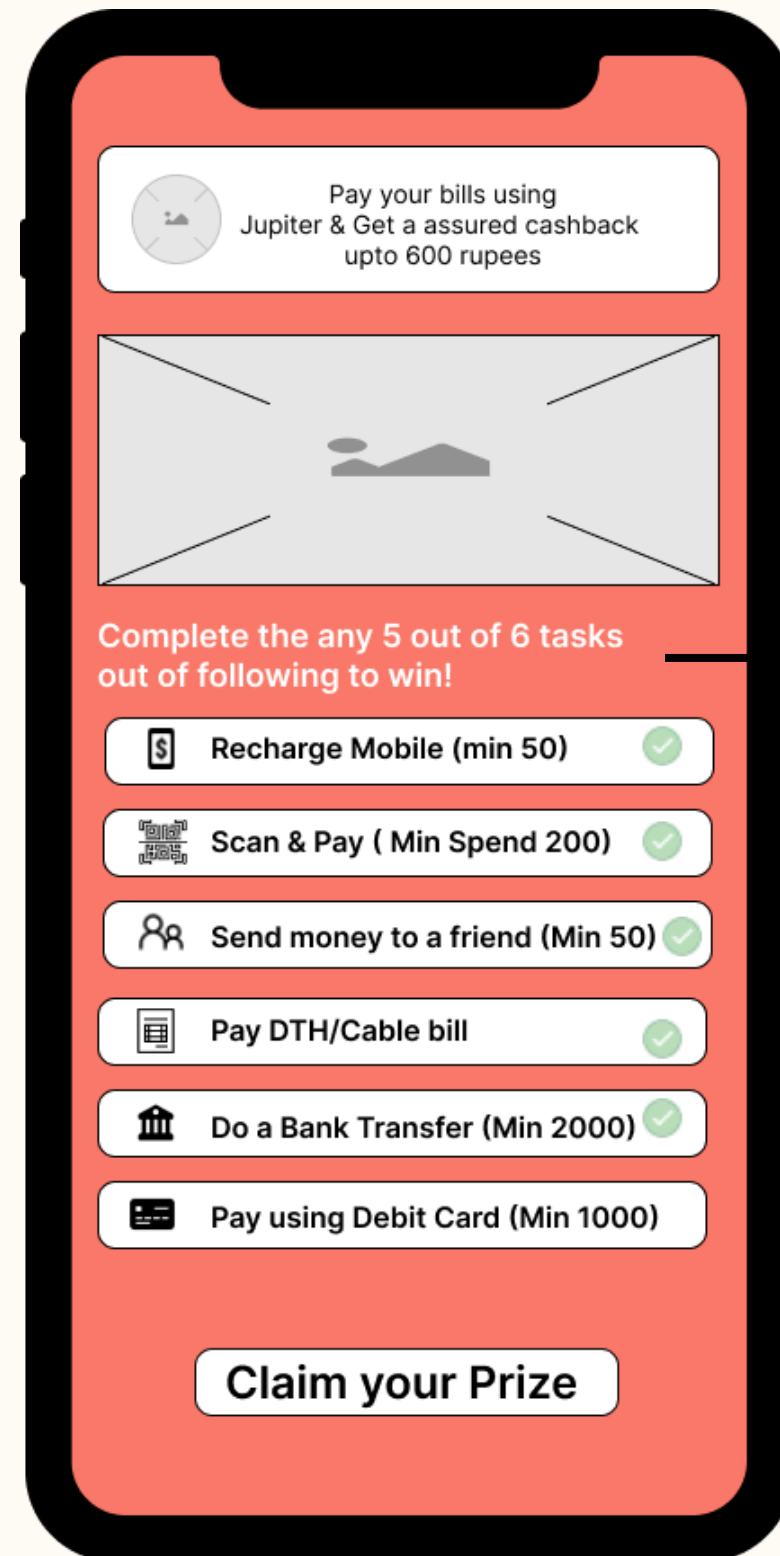 Pay your bills using
Jupiter & Get a assured cashback
upto 600 rupees
Complete the any 5 out of 6 tasks
out of following to win!
Recharge Mobile (min 50)
Scan & Pay ( Min Spend 200)
Send money to a friend (Min 50)
Pay DTH/Cable bill
Do a Bank Transfer (Min 2000)
Pay using Debit Card (Min 1000)
Claim your Prize